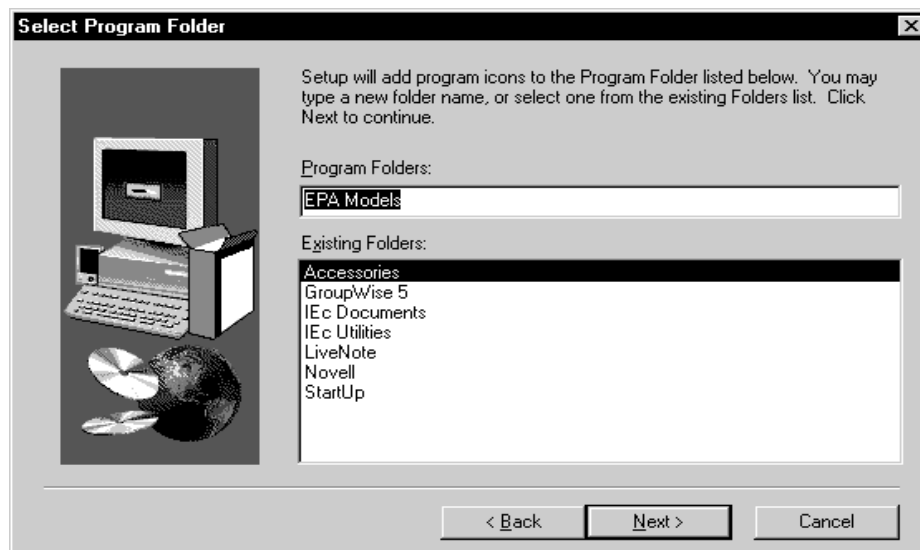 Select Program Folder
Setup will add program icons to the Program Folder listed below. You may
type a new folder name, or select one from the existing Folders list. Click
Next to continue.
Program Folders:
EPA Models
Existing Folders:
Accessories
GroupWise 5
IEc Documents
IEc Utilities
LiveNote
Novell
StartUp
< Back Next > Cancel